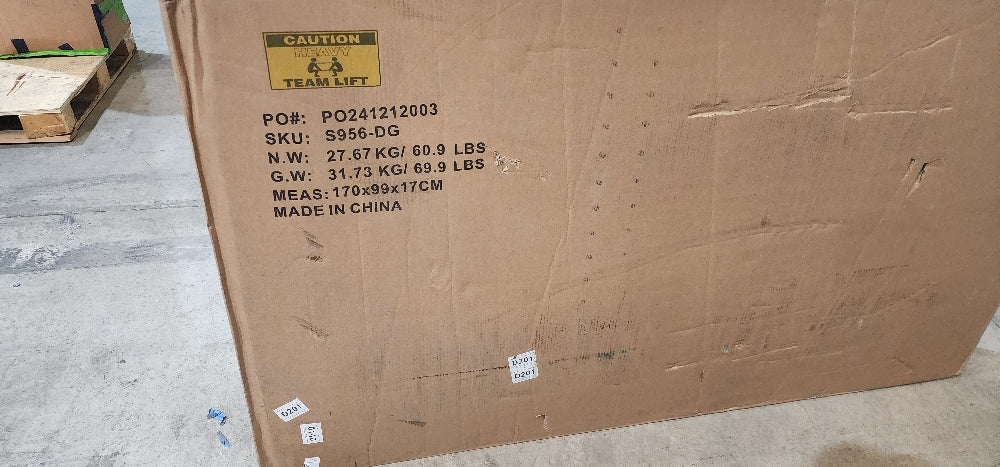 CAUTION
HEAVY
TEAM LIFT
PO#: PO241212003
SKU: S956-DG
N.W: 27.67 KG/ 60.9 LBS
G.W: 31.73 KG/ 69.9 LBS
MEAS: 170x99x17CM
MADE IN CHINA
D201
D201
D201